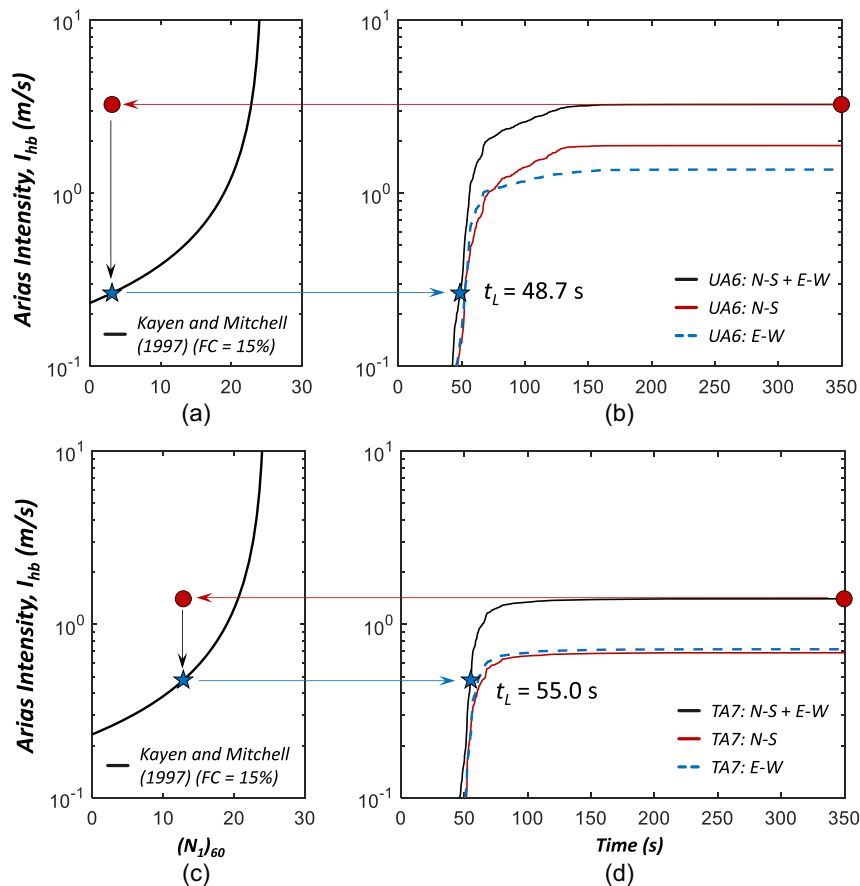 Arias Intensity, I_hb (m/s)
10^1
10^0
10^-1
0 10 20 30
Kayen and Mitchell
(1997) (FC = 15%)
(a)
t_L = 48.7 s
UA6: N-S + E-W
UA6: N-S
UA6: E-W
0 50 100 150 200 250 300 350
(b)
Arias Intensity, I_hb (m/s)
10^1
10^0
10^-1
10^1
10^0
10^-1
Kayen and Mitchell
(1997) (FC = 15%)
0 10 20 30
(N_1)_60
(c)
10^1
10^0
10^-1
t_L = 55.0 s
TA7: N-S + E-W
TA7: N-S
TA7: E-W
0 50 100 150 200 250 300 350
Time (s)
(d)